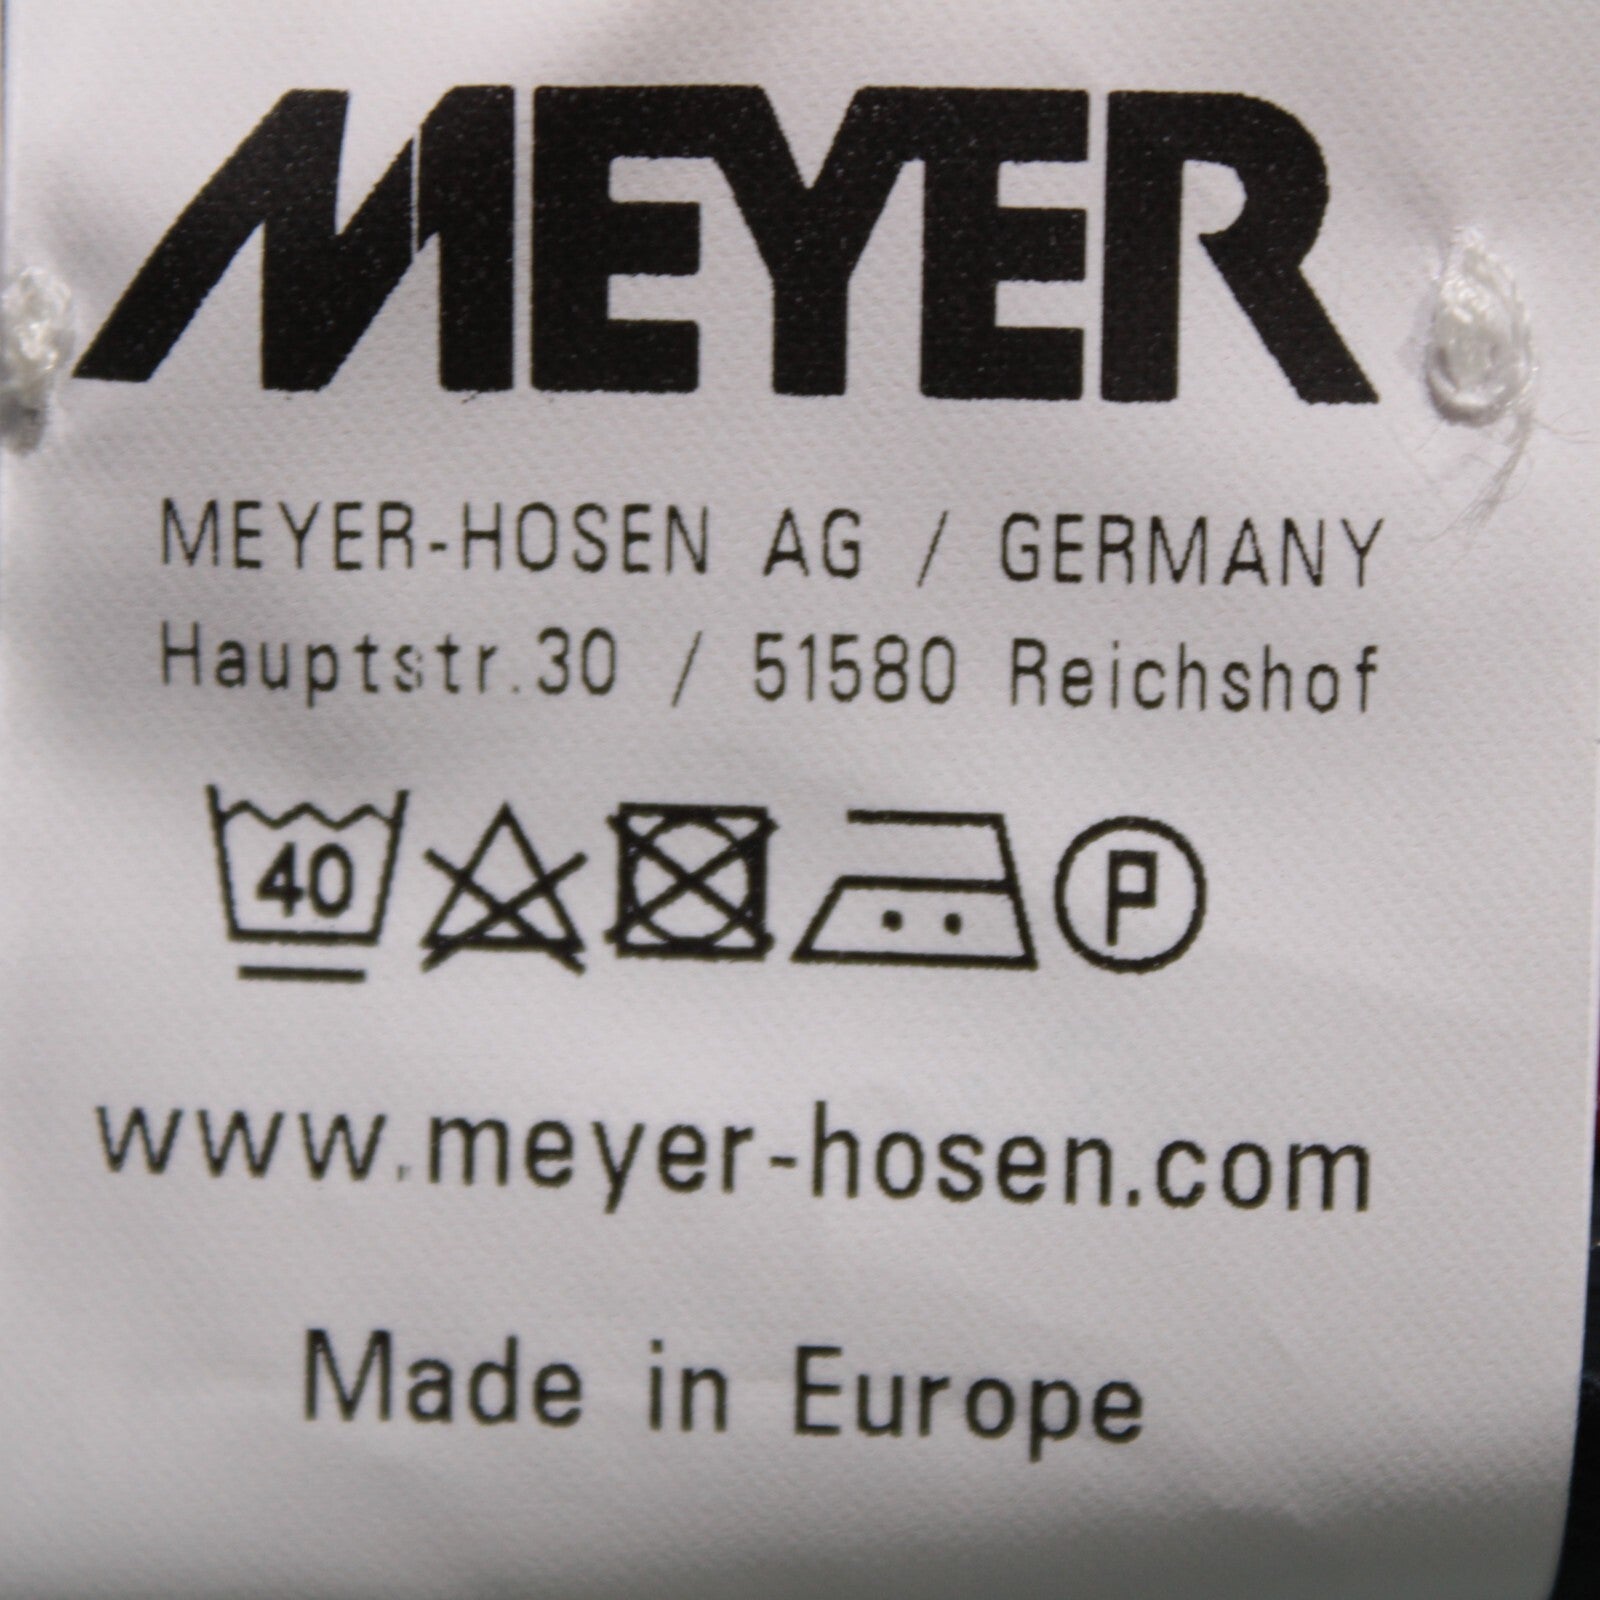 MEYER
MEYER-HOSEN AG / GERMANY
Hauptstr.30 / 51580 Reichshof
40 P
www.meyer-hosen.com
Made in Europe